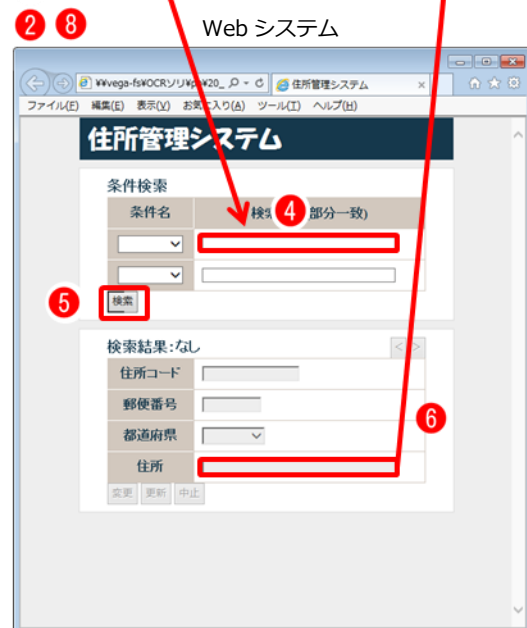 2 8 Web システム
¥¥vega-fs¥OCRソリ¥p ¥20_
住所管理システム ×
ファイル(F) 編集(E) 表示(V) お気に入り(A) ツール(T) ヘルプ(H)
住所管理システム
条件検索
条件名 検 4 部分一致)
5 検索
検索結果:なし < >
住所コード
郵便番号
6
都道府県
住所
変更 更新 中止